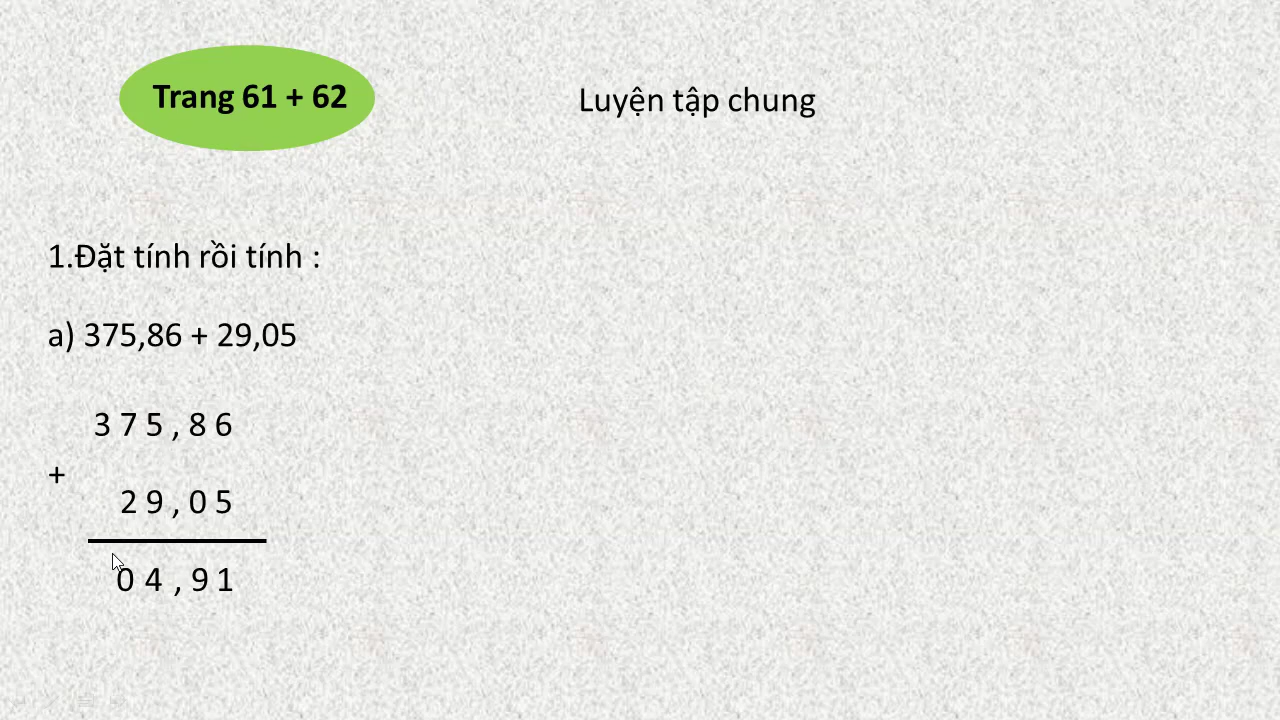 Trang 61 + 62
Luyện tập chung
1.Đặt tính rồi tính :
a) 375,86 + 29,05
3 7 5 , 8 6
+
2 9 , 0 5
0 4 , 9 1